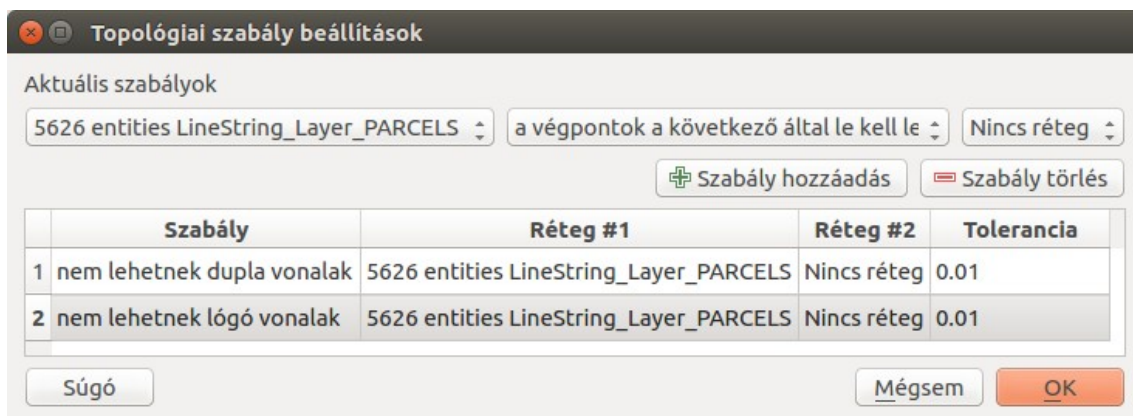 Topológiai szabály beállítások
Aktuális szabályok
5626 entities LineString_Layer_PARCELS a végpontok a következő által le kell le Nincs réteg
Szabály hozzáadás Szabály törlés
Szabály Réteg #1 Réteg #2 Tolerancia
1 nem lehetnek dupla vonalak 5626 entities LineString_Layer_PARCELS Nincs réteg 0.01
2 nem lehetnek lógó vonalak 5626 entities LineString_Layer_PARCELS Nincs réteg 0.01
Súgó Mégsem OK